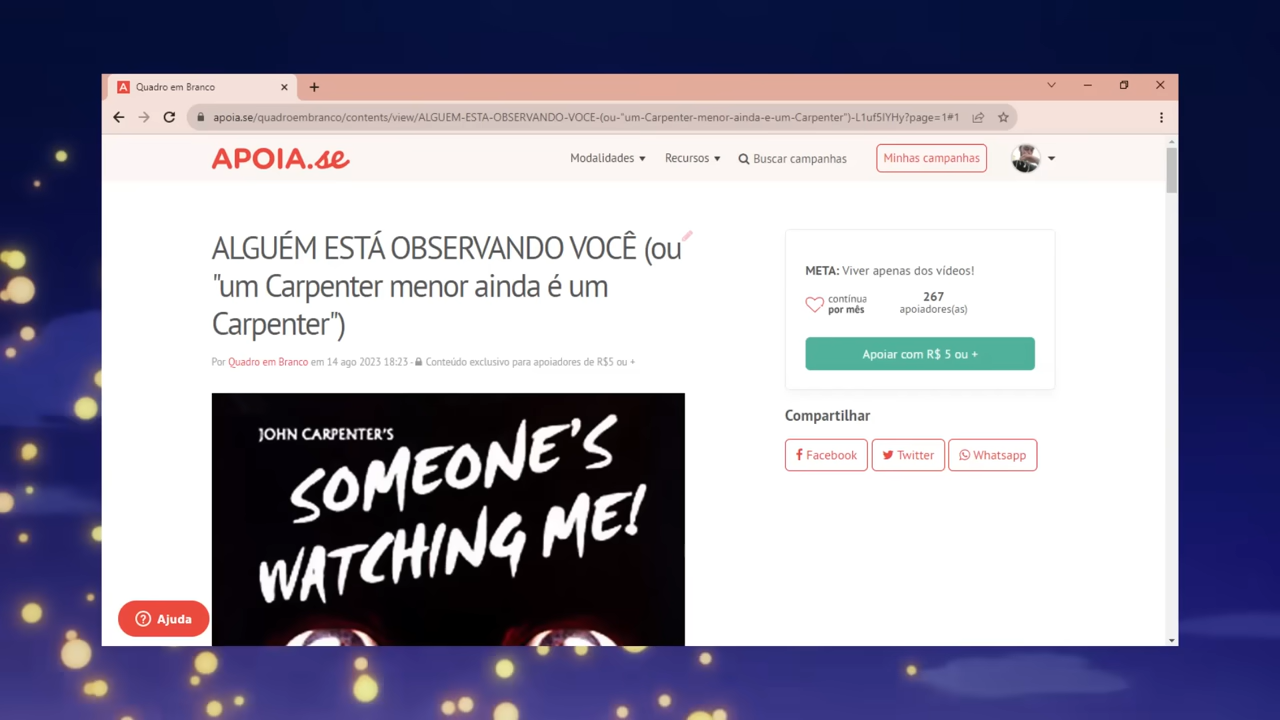 Quadro em Branco
apoia.se/quadroembranco/contents/view/ALGUEM-ESTA-OBSERVANDO-VOCE-(ou-"um-Carpenter-menor-ainda-e-um-Carpenter")-L1uf5IYHy?page=1#1
APOIA.se
Modalidades
Recursos
Buscar campanhas
Minhas campanhas
ALGUÉM ESTÁ OBSERVANDO VOCÊ (ou
"um Carpenter menor ainda é um
Carpenter")
Por Quadro em Branco em 14 ago 2023 18:23 - Conteúdo exclusivo para apoiadores de R$5 ou +
META: Viver apenas dos vídeos!
contínua
por mês
267
apoiadores(as)
Apoiar com R$ 5 ou +
Compartilhar
Facebook
Twitter
Whatsapp
JOHN CARPENTER'S
SOMEONE'S
WATCHING ME!
Ajuda